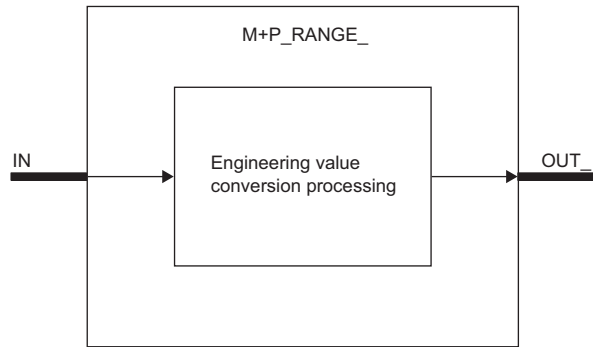 M+P_RANGE_
IN
Engineering value
conversion processing
OUT_